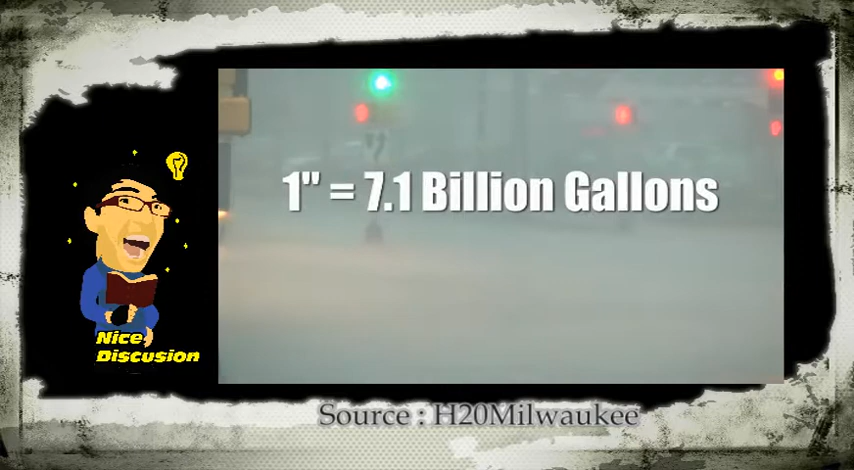 1" = 7.1 Billion Gallons
Nice
Discusion
Source : H20Milwaukee